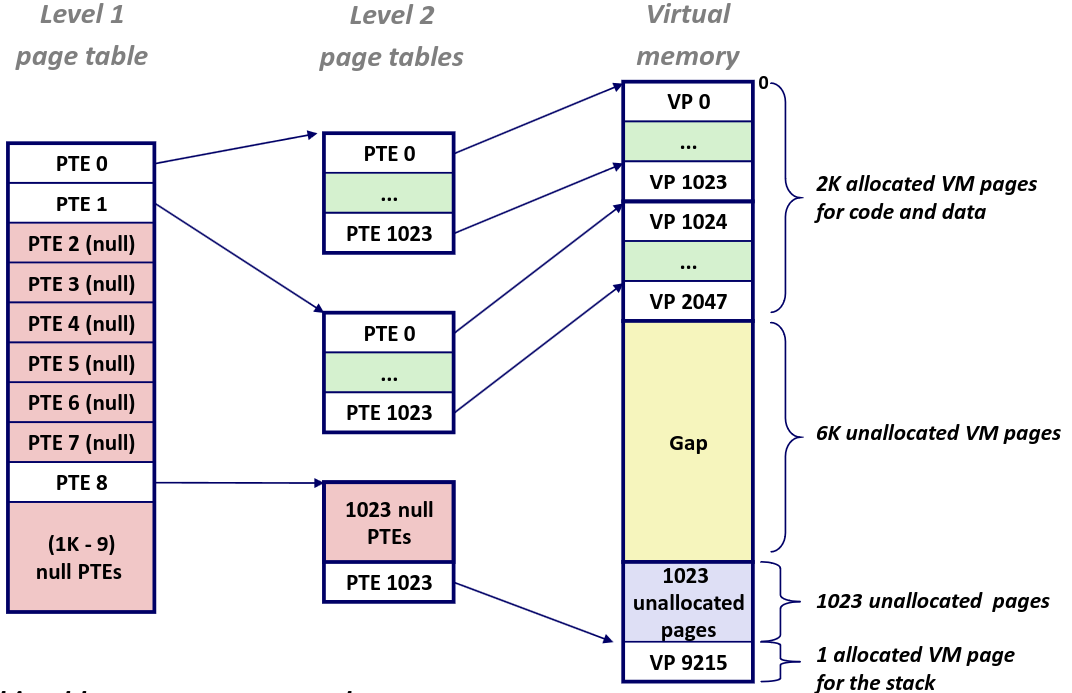 Level 1
page table
Level 2
page tables
Virtual
memory
PTE 0
PTE 1
PTE 2 (null)
PTE 3 (null)
PTE 4 (null)
PTE 5 (null)
PTE 6 (null)
PTE 7 (null)
PTE 8
(1K - 9)
null PTEs
PTE 0
...
PTE 1023
PTE 0
...
PTE 1023
1023 null
PTEs
PTE 1023
0
VP 0
...
VP 1023
VP 1024
...
VP 2047
Gap
1023
unallocated
pages
VP 9215
2K allocated VM pages
for code and data
6K unallocated VM pages
1023 unallocated pages
1 allocated VM page
for the stack